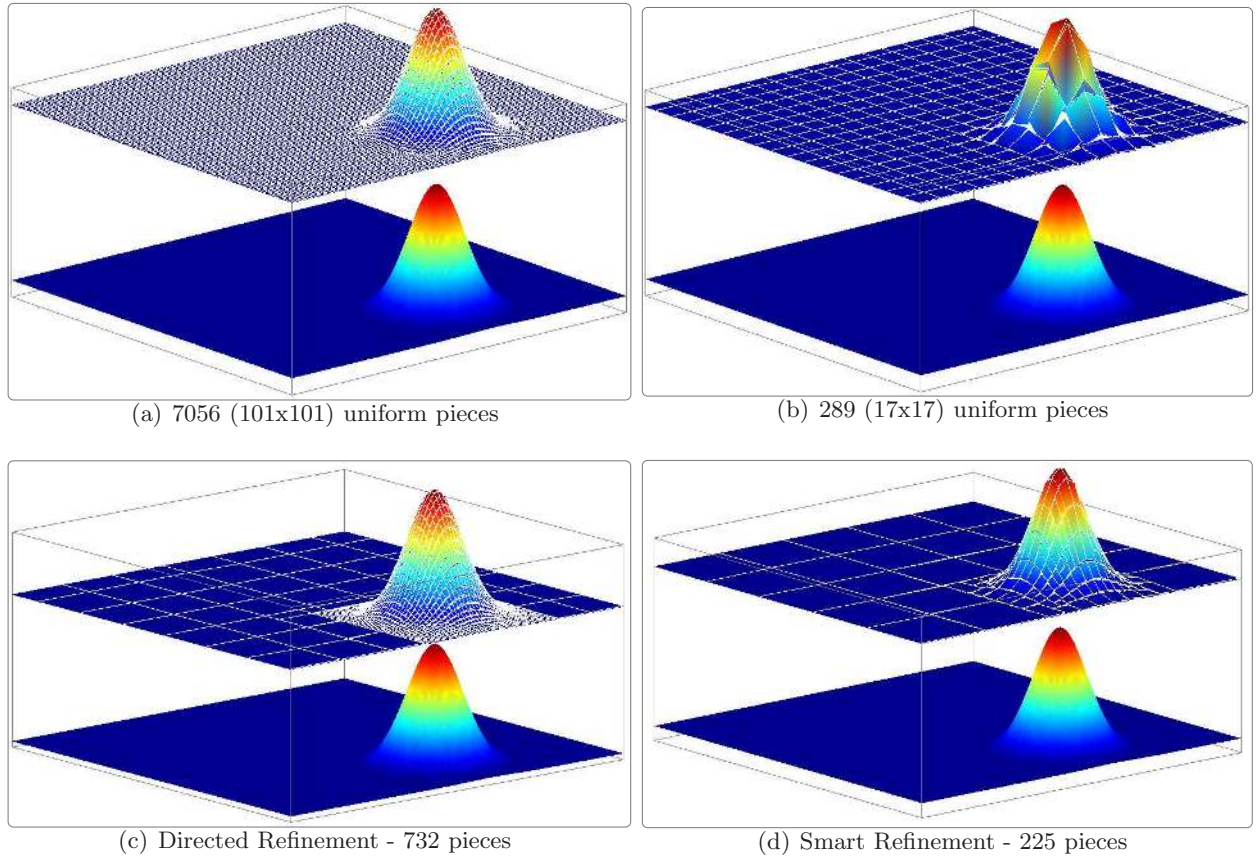 (a) 7056 (101x101) uniform pieces
(b) 289 (17x17) uniform pieces
(c) Directed Refinement - 732 pieces
(d) Smart Refinement - 225 pieces